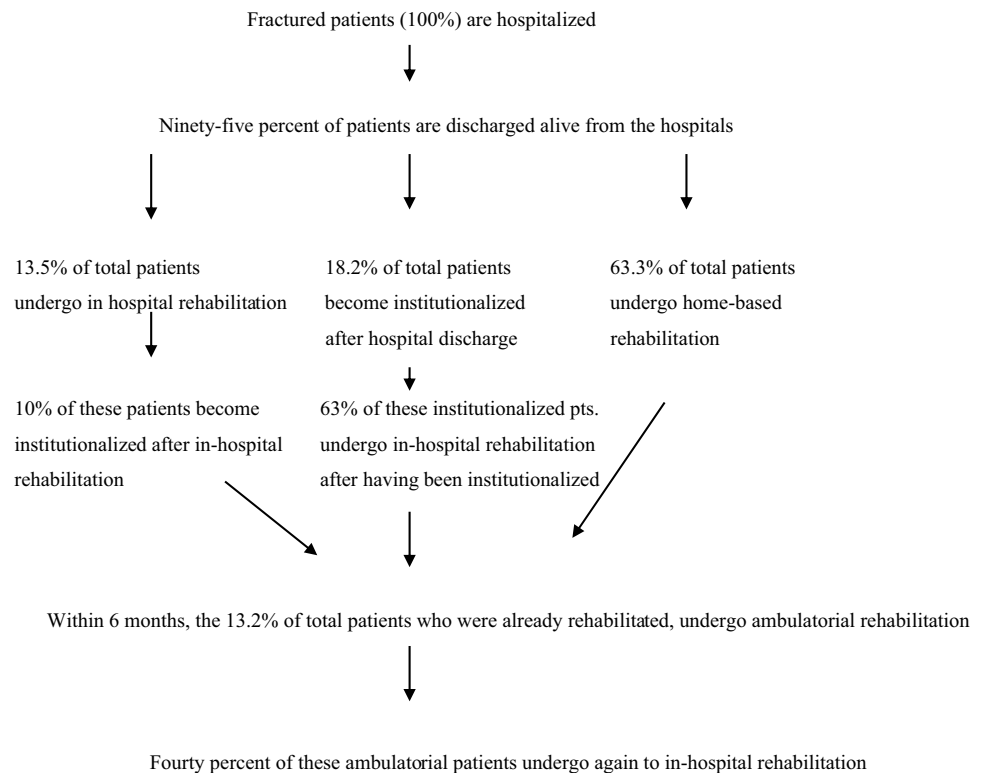 Fractured patients (100%) are hospitalized
Ninety-five percent of patients are discharged alive from the hospitals
13.5% of total patients
undergo in hospital rehabilitation
18.2% of total patients
become institutionalized
after hospital discharge
63.3% of total patients
undergo home-based
rehabilitation
10% of these patients become
institutionalized after in-hospital
rehabilitation
63% of these institutionalized pts.
undergo in-hospital rehabilitation
after having been institutionalized
Within 6 months, the 13.2% of total patients who were already rehabilitated, undergo ambulatorial rehabilitation
Fourty percent of these ambulatorial patients undergo again to in-hospital rehabilitation